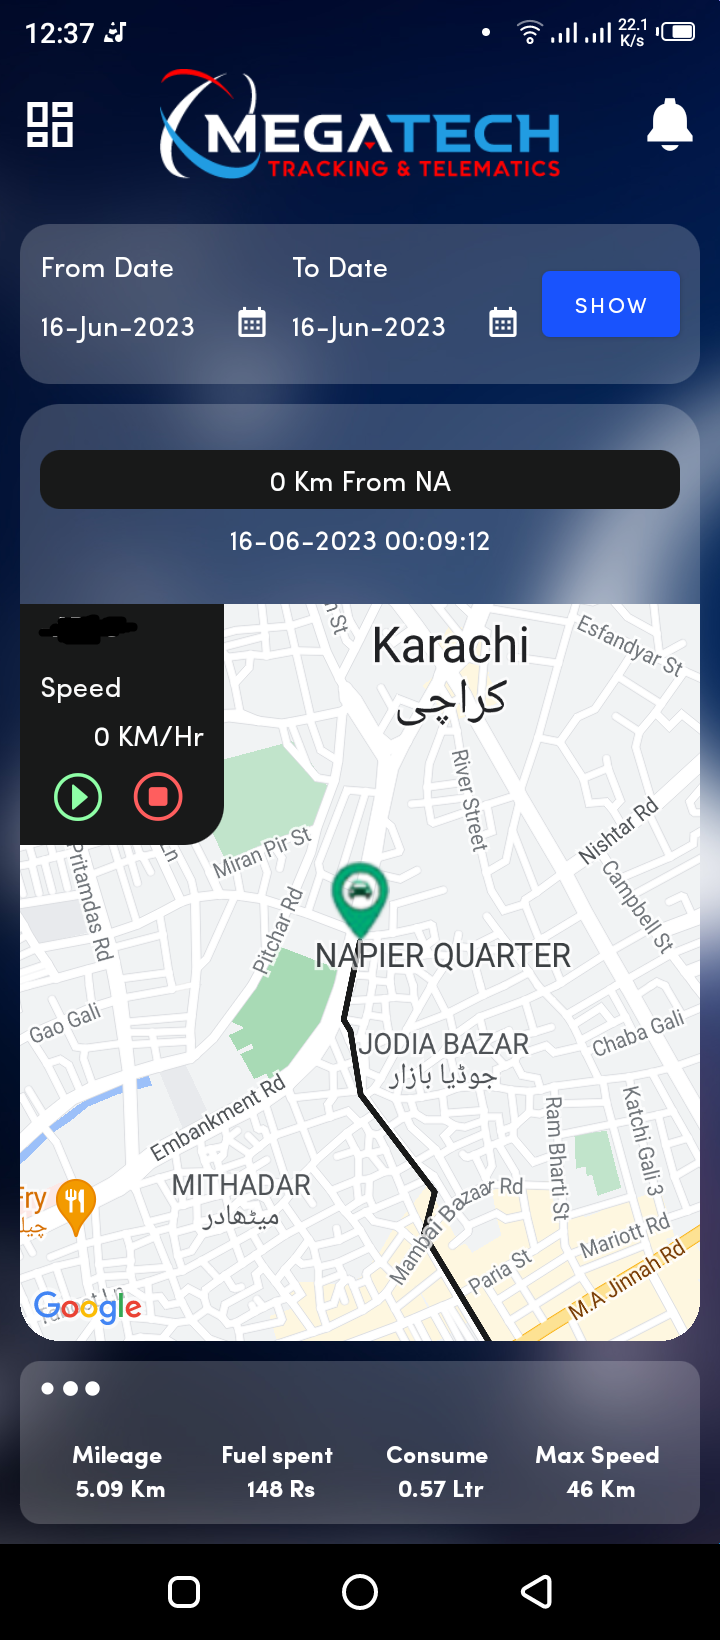 12:37
22.1
K/s
MEGATECH
TRACKING & TELEMATICS
From Date
To Date
16-Jun-2023
16-Jun-2023
SHOW
0 Km From NA
16-06-2023 00:09:12
Speed
0 KM/Hr
n St
Karachi
کراچی
Esfandyar St
River Street
Nishtar Rd
Miran Pir St
Ln
Pritamdas Rd
Campbell St
Pitchar Rd
NAPIER QUARTER
Gao Gali
JODIA BAZAR
جوڈیا بازار
Chaba Gali
Embankment Rd
Ram Bharti St
Katchi Gali 3
MITHADAR
میٹھادر
Mambai Bazaar Rd
Fry
چیل
Mariott Rd
Paria St
M.A Jinnah Rd
Google
Mileage
Fuel spent
Consume
Max Speed
5.09 Km
148 Rs
0.57 Ltr
46 Km